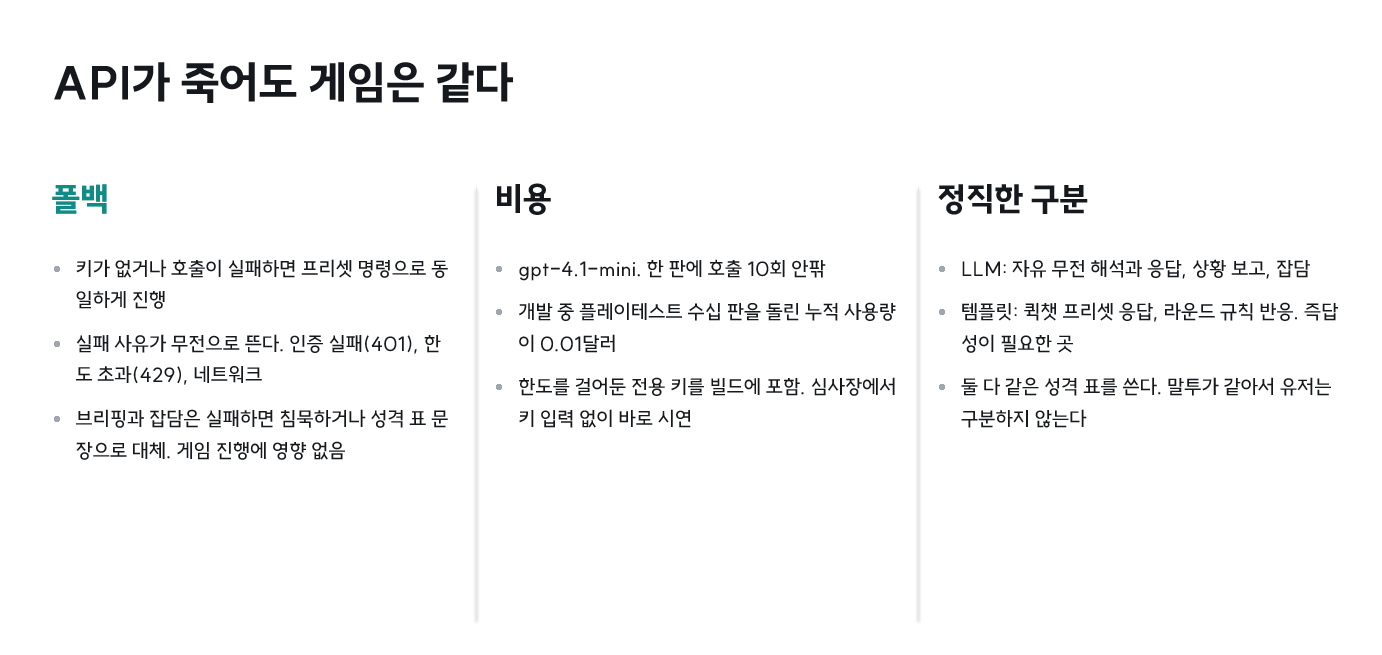 API가 죽어도 게임은 같다
폴백
• 키가 없거나 호출이 실패하면 프리셋 명령으로 동
일하게 진행
• 실패 사유가 무전으로 뜬다. 인증 실패(401), 한
도 초과(429), 네트워크
• 브리핑과 잡담은 실패하면 침묵하거나 성격 표 문
장으로 대체. 게임 진행에 영향 없음
비용
• gpt-4.1-mini. 한 판에 호출 10회 안팎
• 개발 중 플레이테스트 수십 판을 돌린 누적 사용량
이 0.01달러
• 한도를 걸어둔 전용 키를 빌드에 포함. 심사장에서
키 입력 없이 바로 시연
정직한 구분
• LLM: 자유 무전 해석과 응답, 상황 보고, 잡담
• 템플릿: 퀵챗 프리셋 응답, 라운드 규칙 반응. 즉답
성이 필요한 곳
• 둘 다 같은 성격 표를 쓴다. 말투가 같아서 유저는
구분하지 않는다